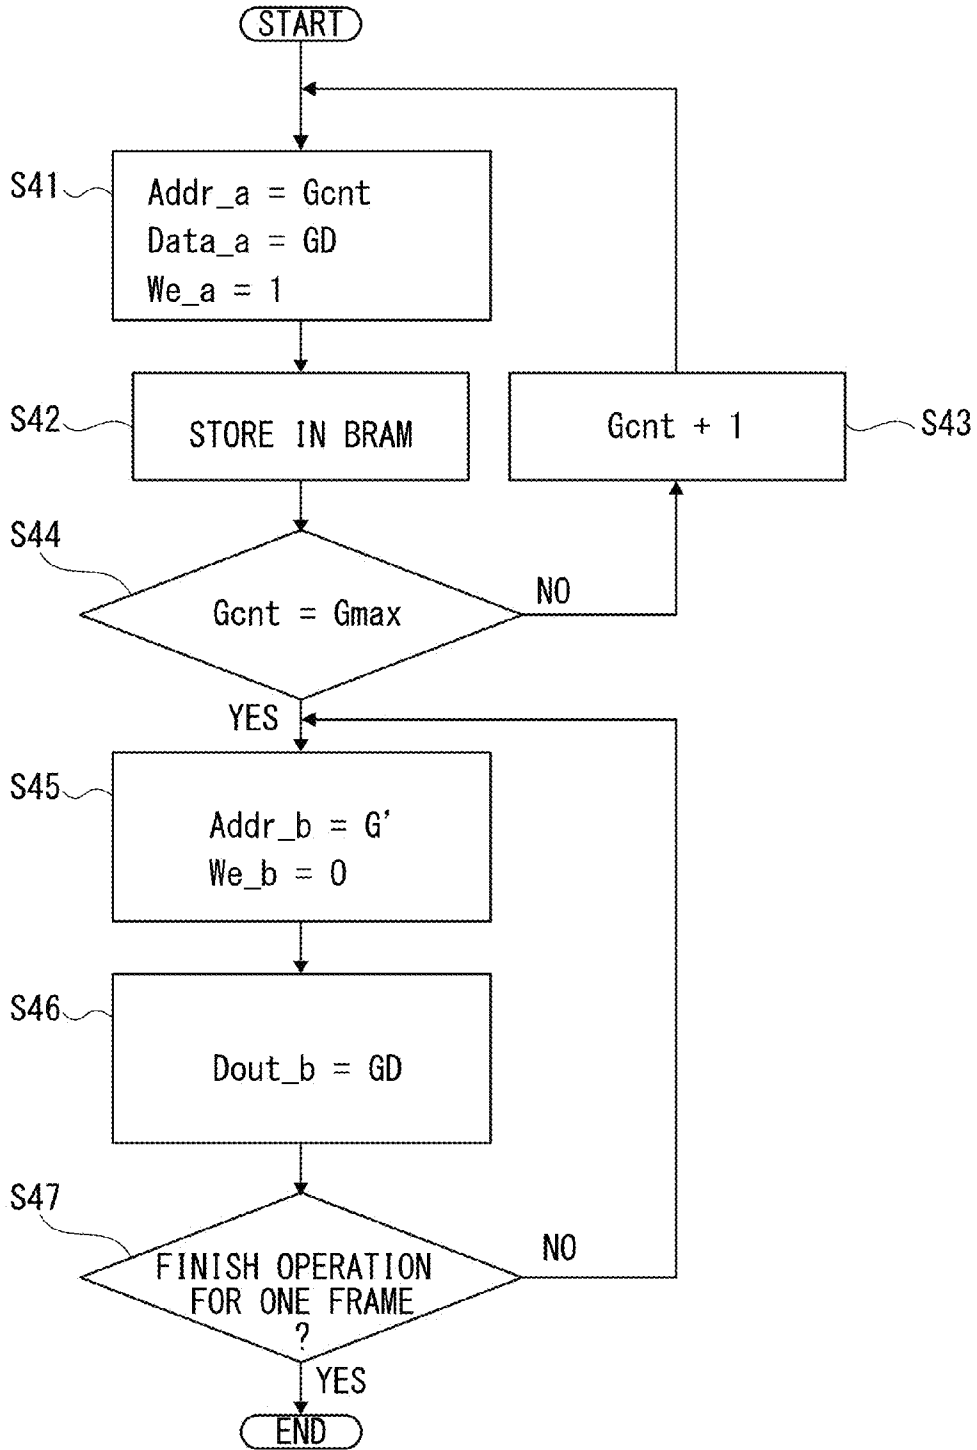 START
S41
Addr_a = Gcnt
Data_a = GD
We_a = 1
S42
STORE IN BRAM
Gcnt + 1
S43
S44
Gcnt = Gmax
NO
YES
S45
Addr_b = G'
We_b = 0
S46
Dout_b = GD
S47
FINISH OPERATION
FOR ONE FRAME
?
NO
YES
END